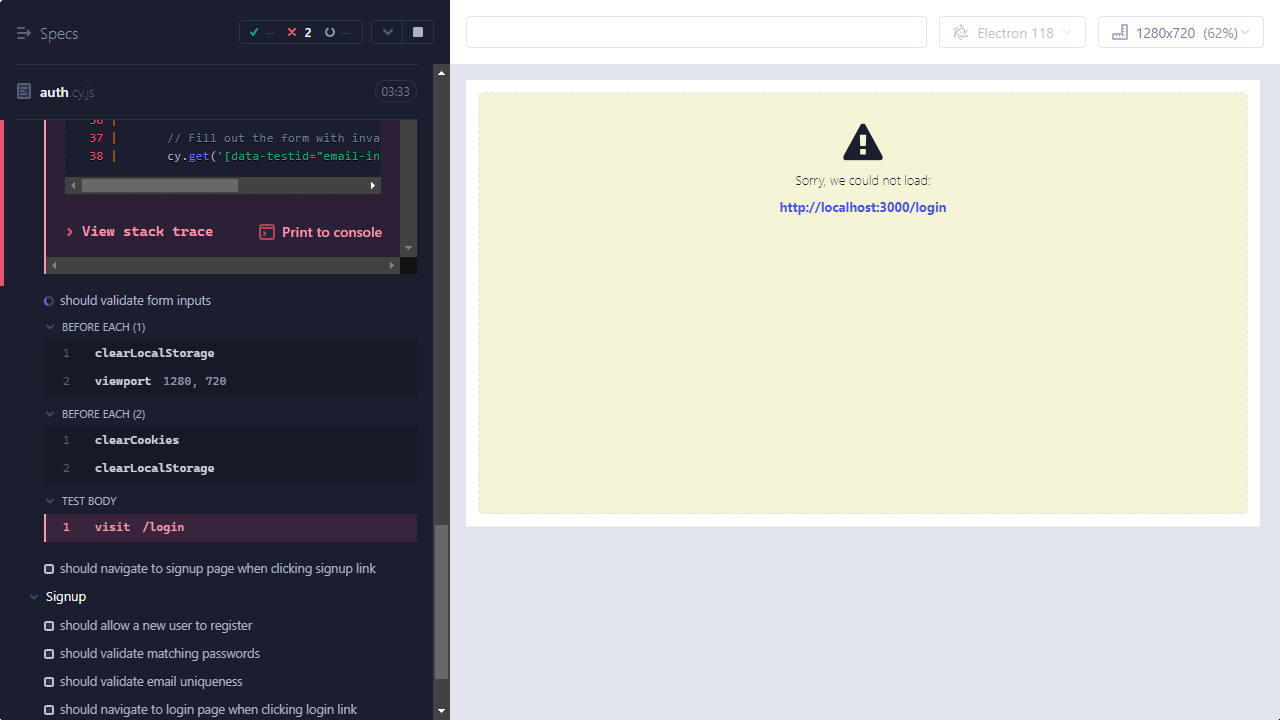 Specs
-- 2 --
auth.cy.js
03:33
36 |
37 | // Fill out the form with inva
38 | cy.get('[data-testid="email-in
View stack trace
Print to console
should validate form inputs
BEFORE EACH (1)
1 clearLocalStorage
2 viewport 1280, 720
BEFORE EACH (2)
1 clearCookies
2 clearLocalStorage
TEST BODY
1 visit /login
should navigate to signup page when clicking signup link
Signup
should allow a new user to register
should validate matching passwords
should validate email uniqueness
should navigate to login page when clicking login link
Electron 118
1280x720 (62%)
Sorry, we could not load:
http://localhost:3000/login